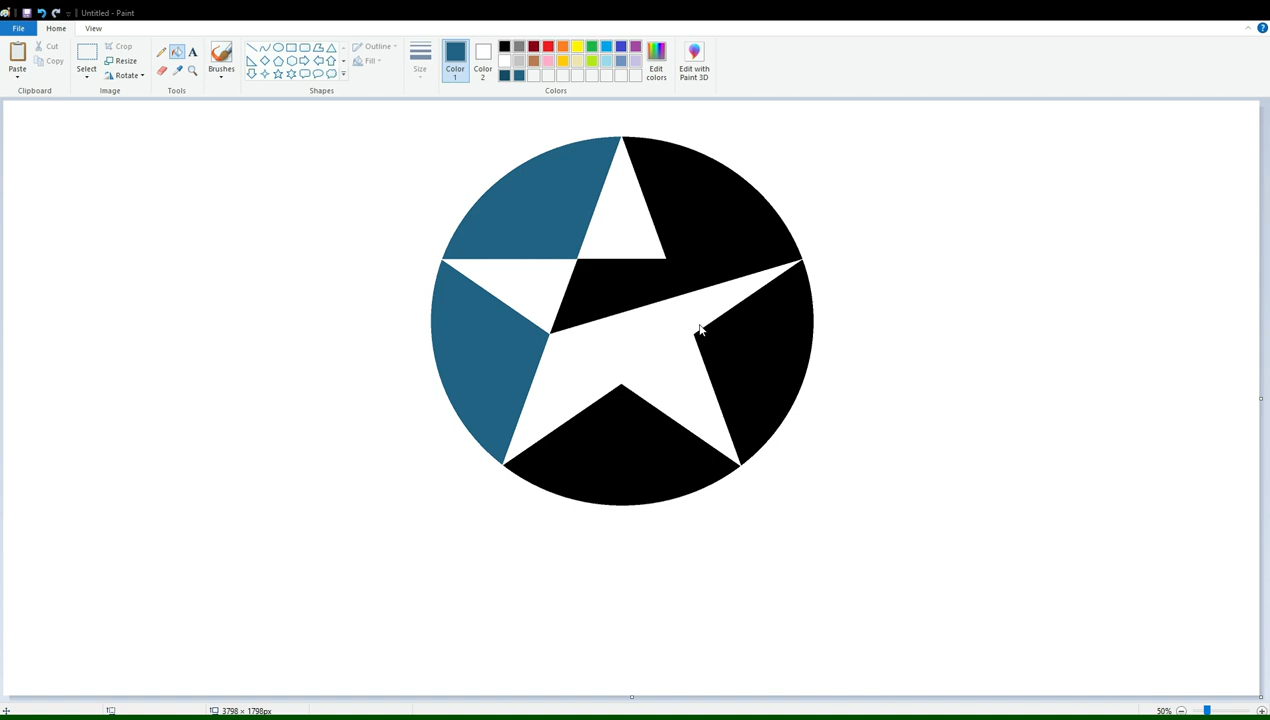 Untitled - Paint
File Home View
Cut
Copy
Paste
Clipboard
Crop
Resize
Rotate
Select
Image
A
Tools
Brushes
Outline
Fill
Shapes
Size
Color 1
Color 2
Edit colors
Colors
Edit with Paint 3D
3798 × 1798px
50%